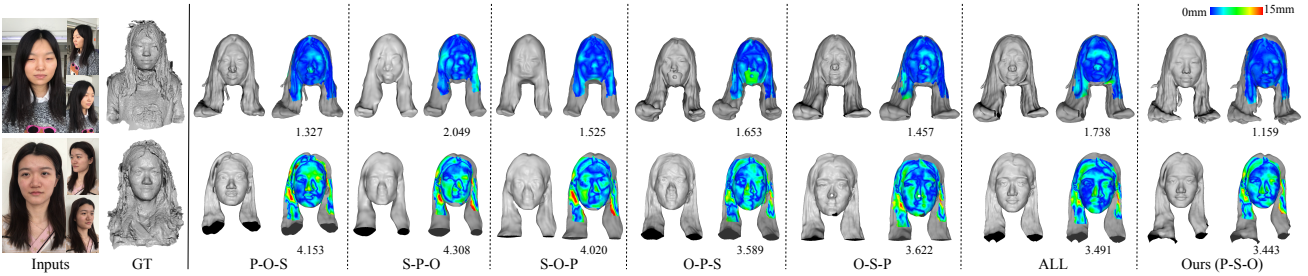 0mm 15mm
1.327 2.049 1.525 1.653 1.457 1.738 1.159
4.153 4.308 4.020 3.589 3.622 3.491 3.443
Inputs GT P-O-S S-P-O S-O-P O-P-S O-S-P ALL Ours (P-S-O)